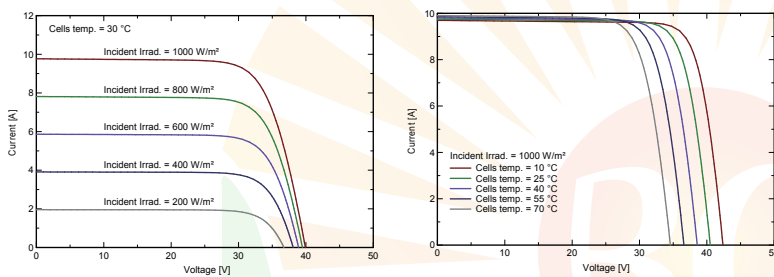 Cells temp. = 30 °C
Incident Irrad. = 1000 W/m²
Incident Irrad. = 800 W/m²
Incident Irrad. = 600 W/m²
Incident Irrad. = 400 W/m²
Incident Irrad. = 200 W/m²
Current [A]
12
10
8
6
4
2
0
0
10
20
30
40
50
Voltage [V]
Incident Irrad. = 1000 W/m²
Cells temp. = 10 °C
Cells temp. = 25 °C
Cells temp. = 40 °C
Cells temp. = 55 °C
Cells temp. = 70 °C
Current [A]
10
8
6
4
2
0
0
10
20
30
40
50
Voltage [V]